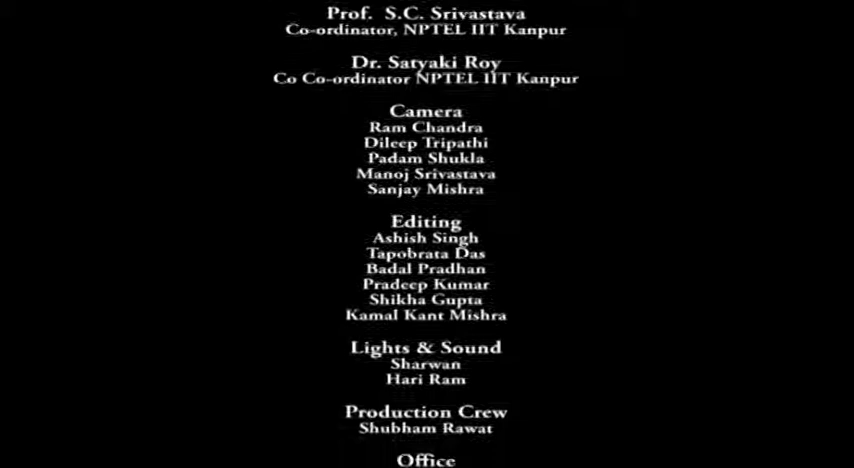 Prof. S.C. Srivastava
Co-ordinator, NPTEL IIT Kanpur
Dr. Satyaki Roy
Co Co-ordinator NPTEL IIT Kanpur
Camera
Ram Chandra
Dileep Tripathi
Padam Shukla
Manoj Srivastava
Sanjay Mishra
Editing
Ashish Singh
Tapobrata Das
Badal Pradhan
Pradeep Kumar
Shikha Gupta
Kamal Kant Mishra
Lights & Sound
Sharwan
Hari Ram
Production Crew
Shubham Rawat
Office